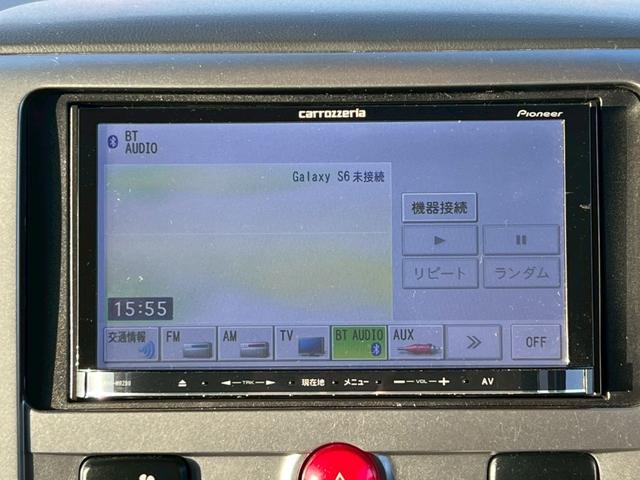 carrozzeria
Pioneer
BT
AUDIO
Galaxy S6未接続
機器接続
リピート
ランダム
15:55
交通情報
FM
AM
TV
BT AUDIO
AUX
OFF
TRK
現在地
メニュー
VOL
AV